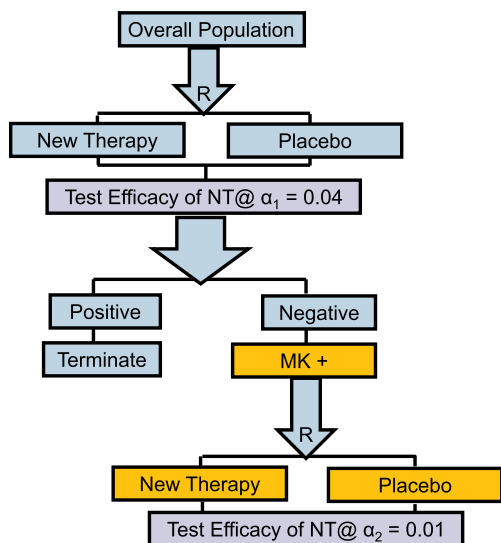 Overall Population
R
New Therapy
Placebo
Test Efficacy of NT@ α₁ = 0.04
Positive
Negative
Terminate
MK +
R
New Therapy
Placebo
Test Efficacy of NT@ α₂ = 0.01